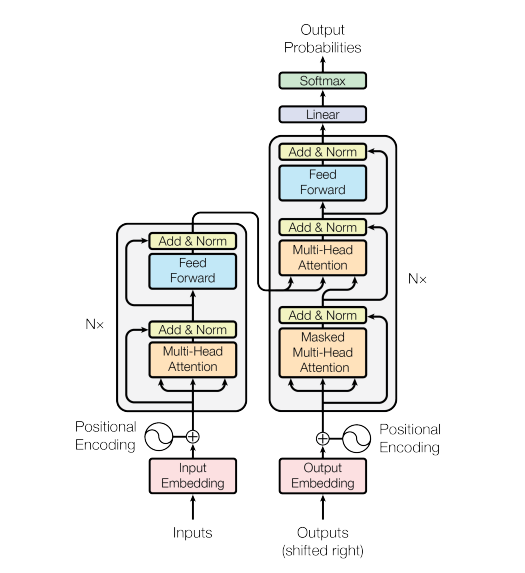 Output
Probabilities
Softmax
Linear
Add & Norm
Feed
Forward
Add & Norm
Multi-Head
Attention
Add & Norm
Masked
Multi-Head
Attention
N×
Add & Norm
Feed
Forward
Add & Norm
Multi-Head
Attention
N×
Positional
Encoding
Positional
Encoding
Input
Embedding
Output
Embedding
Inputs
Outputs
(shifted right)